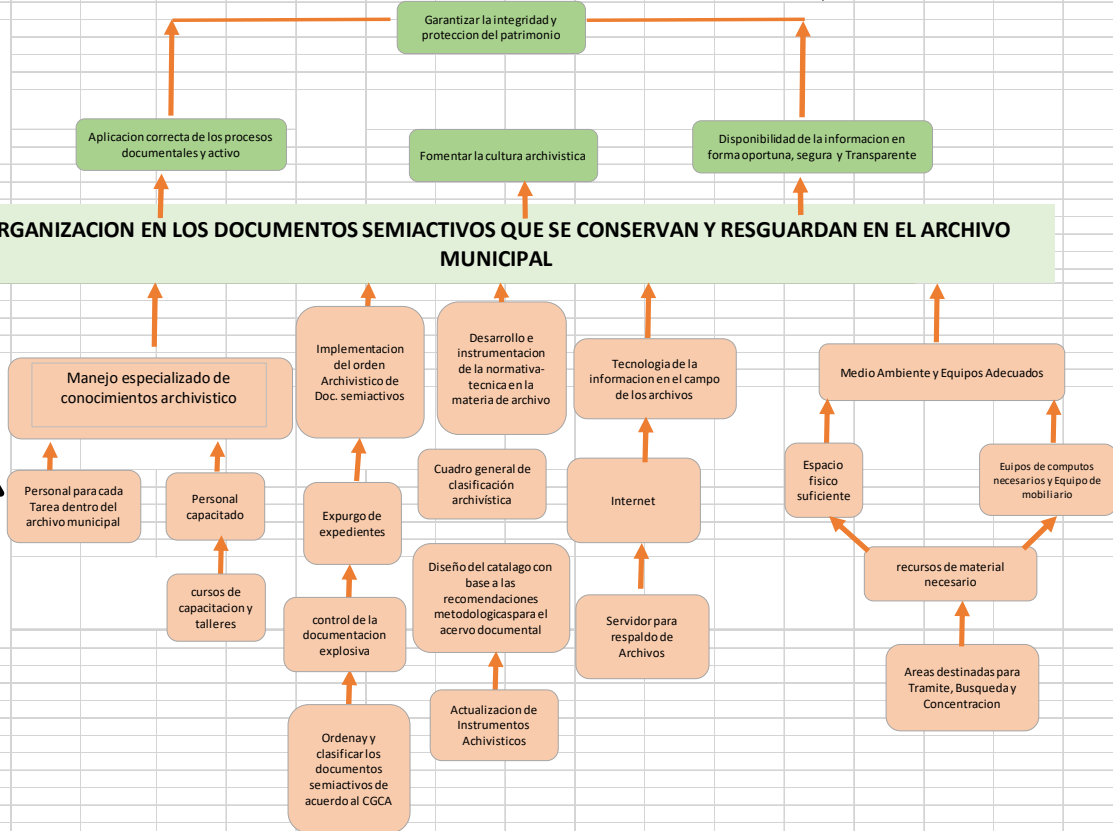 Garantizar la integridad y
proteccion del patrimonio
Aplicacion correcta de los procesos
documentales y activo
Fomentar la cultura archivistica
Disponibilidad de la informacion en
forma oportuna, segura y Transparente
RGANIZACION EN LOS DOCUMENTOS SEMIACTIVOS QUE SE CONSERVAN Y RESGUARDAN EN EL ARCHIVO
MUNICIPAL
Manejo especializado de
conocimientos archivistico
Implementacion
del orden
Archivistico de
Doc. semiactivos
Desarrollo e
instrumentacion
de la normativa-
tecnica en la
materia de archivo
Tecnologia de la
informacion en el campo
de los archivos
Medio Ambiente y Equipos Adecuados
Personal para cada
Tarea dentro del
archivo municipal
Personal
capacitado
Expurgo de
expedientes
Cuadro general de
clasificación
archivística
Internet
Espacio
fisico
suficiente
Euipos de computos
necesarios y Equipo de
mobiliario
cursos de
capacitacion y
talleres
control de la
documentacion
explosiva
Diseño del catalago con
base a las
recomendaciones
metodologicaspara el
acervo documental
Servidor para
respaldo de
Archivos
recursos de material
necesario
Ordenay y
clasificar los
documentos
semiactivos de
acuerdo al CGCA
Actualizacion de
Instrumentos
Achivisticos
Areas destinadas para
Tramite, Busqueda y
Concentracion